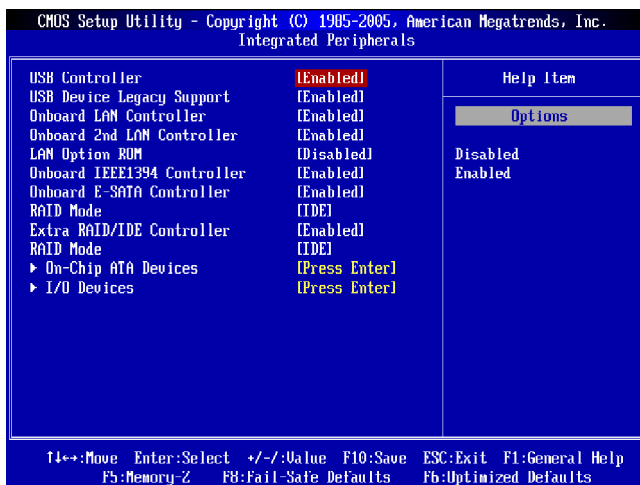 CMOS Setup Utility - Copyright (C) 1985-2005, American Megatrends, Inc.
Integrated Peripherals
USB Controller [Enabled]
USB Device Legacy Support [Enabled]
Onboard LAN Controller [Enabled]
Onboard 2nd LAN Controller [Enabled]
LAN Option ROM [Disabled]
Onboard IEEE1394 Controller [Enabled]
Onboard E-SATA Controller [Enabled]
RAID Mode [IDE]
Extra RAID/IDE Controller [Enabled]
RAID Mode [IDE]
► On-Chip ATA Devices [Press Enter]
► I/O Devices [Press Enter]
Help Item
Options
Disabled
Enabled
↑↓←→:Move Enter:Select +/-/:Value F10:Save ESC:Exit F1:General Help
F5:Memory-Z F8:Fail-Safe Defaults F6:Optimized Defaults